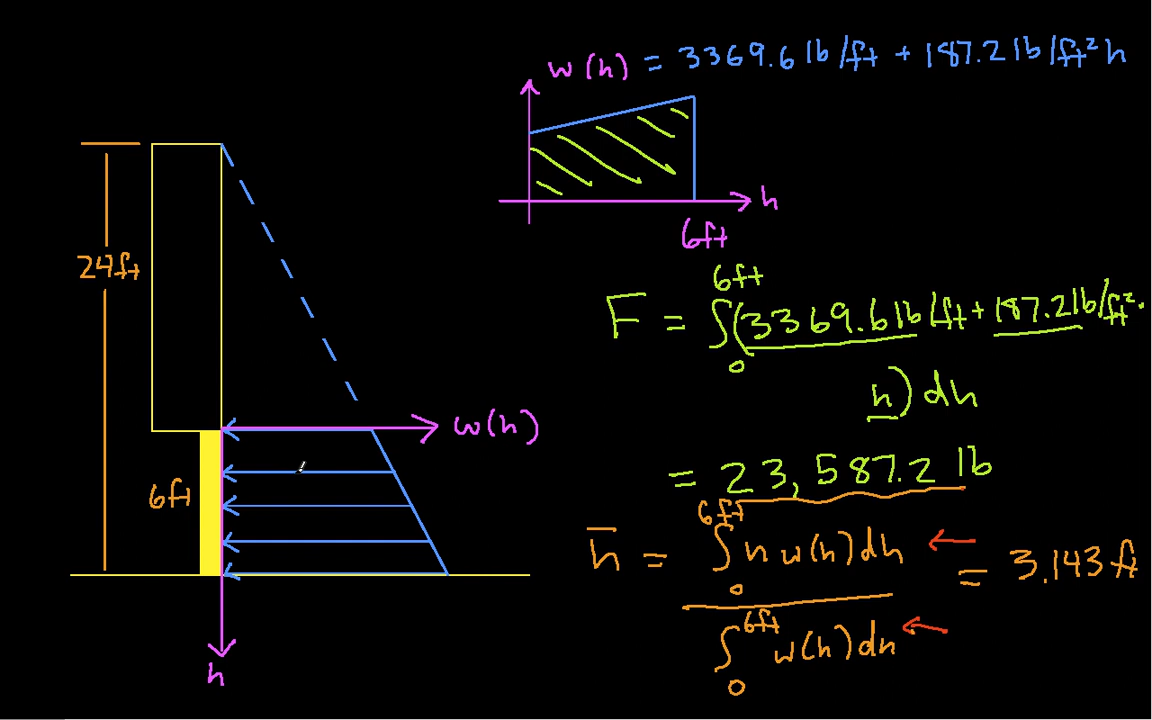 w(h) = 3369.6 lb/ft + 187.2 lb/ft² h
h
6ft
24ft
w(h)
6ft
h
6ft
F = ∫(3369.6 lb/ft + 187.2 lb/ft² ·
0
h) dh
= 23,587.2 lb
6ft
h̅ = ∫ h w(h) dh = 3.143 ft
0
6ft
∫ w(h) dh
0